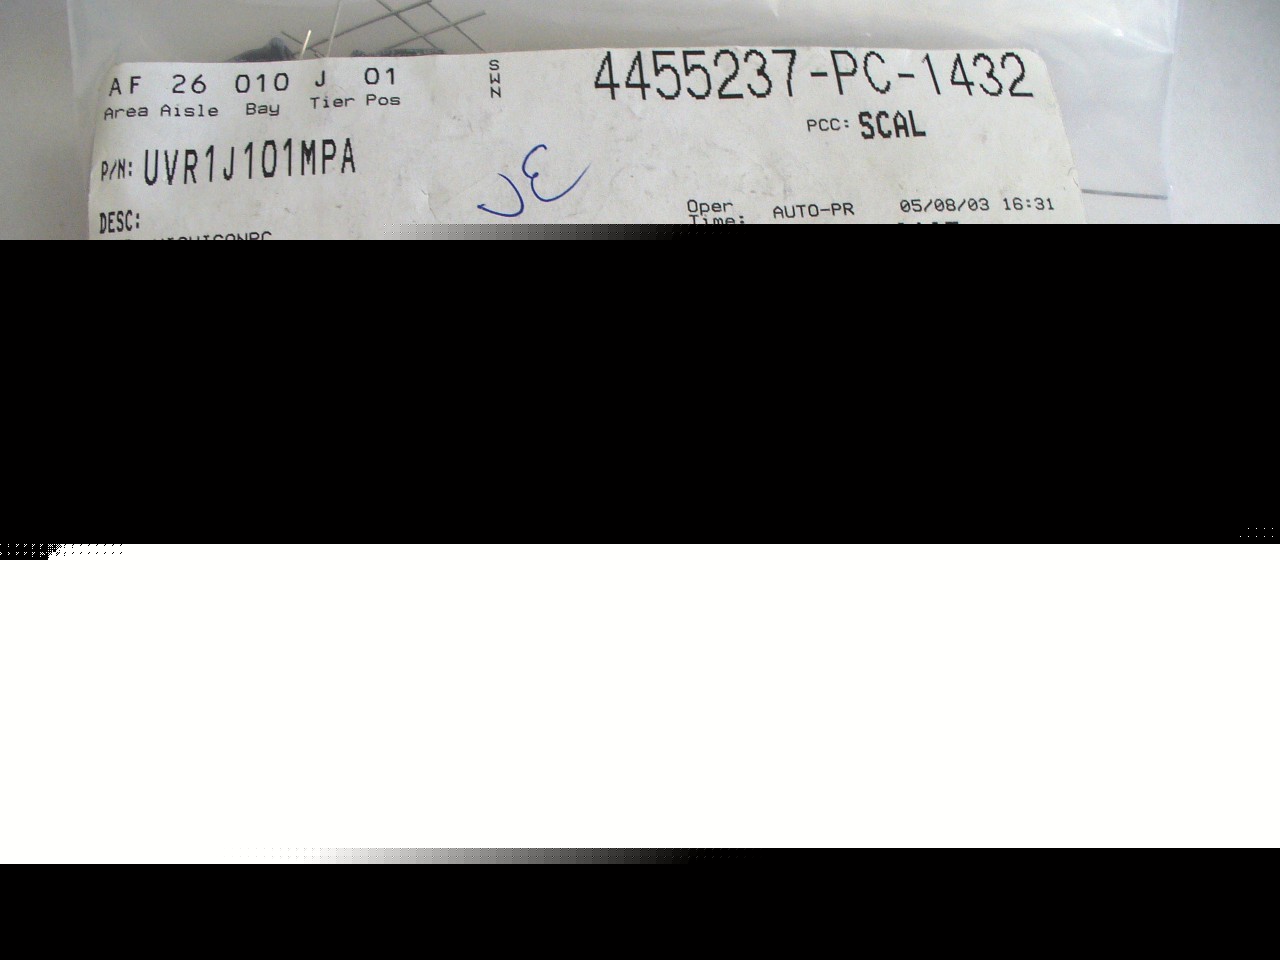 AF 26 010 J 01
Area Aisle Bay Tier Pos
SWN
4455237-PC-1432
PCC: SCAL
P/N: UVR1J101MPA
JE
Oper Time: AUTO-PR 05/08/03 16:31
DESC: